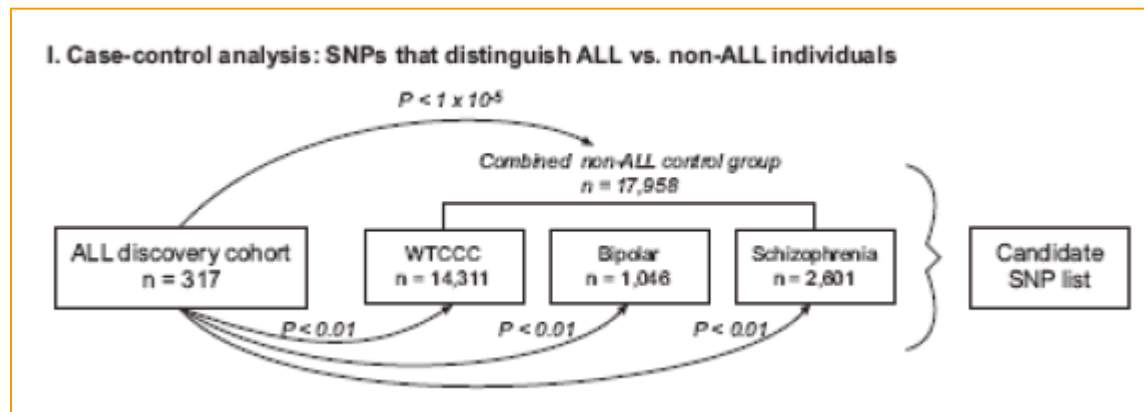 I. Case-control analysis: SNPs that distinguish ALL vs. non-ALL individuals
P < 1 x 10-5
Combined non-ALL control group
n = 17,958
ALL discovery cohort
n = 317
WTCCC
n = 14,311
Bipolar
n = 1,046
Schizophrenia
n = 2,601
Candidate
SNP list
P < 0.01
P < 0.01
P < 0.01